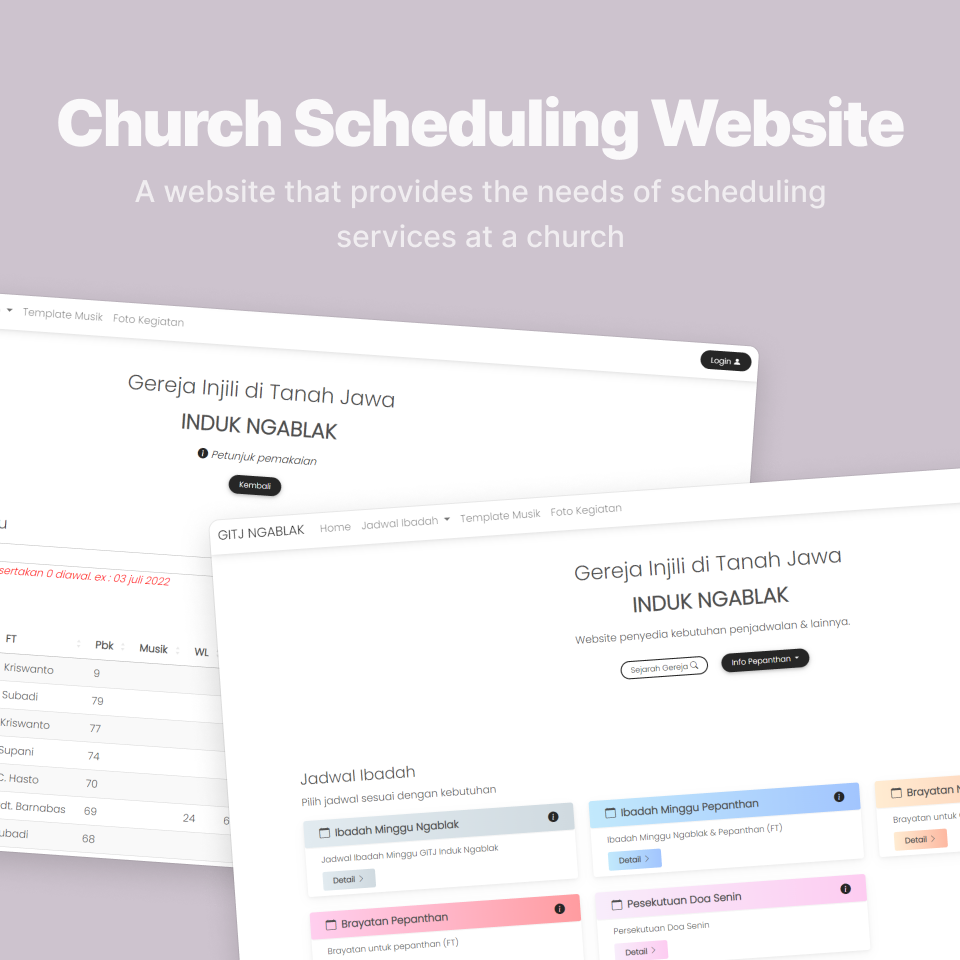 Church Scheduling Website
A website that provides the needs of scheduling
services at a church
Template Musik Foto Kegiatan
Login
Gereja Injili di Tanah Jawa
INDUK NGABLAK
Petunjuk pemakaian
Kembali
sertakan 0 diawal. ex.: 03 juli 2022
FT Pbk Musik WL
Kriswanto 9
Subadi 79
Kriswanto 77
Supani 74
C. Hasto 70
dt. Barnabas 69 24 6
ubadi 68
GITJ NGABLAK Home Jadwal Ibadah Template Musik Foto Kegiatan
Gereja Injili di Tanah Jawa
INDUK NGABLAK
Website penyedia kebutuhan penjadwalan & lainnya.
Sejarah Gereja Info Pepanthan
Jadwal Ibadah
Pilih jadwal sesuai dengan kebutuhan
Ibadah Minggu Ngablak
Jadwal Ibadah Minggu GITJ Induk Ngablak
Detail
Ibadah Minggu Pepanthan
Ibadah Minggu Ngablak & Pepanthan (FT)
Detail
Brayatan N
Brayatan untuk
Detail
Brayatan Pepanthan
Brayatan untuk pepanthan (FT)
Pesekutuan Doa Senin
Persekutuan Doa Senin
Detail